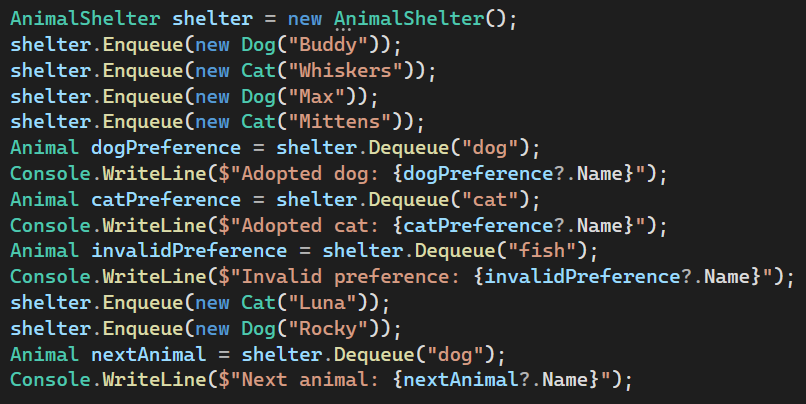 AnimalShelter shelter = new AnimalShelter();
shelter.Enqueue(new Dog("Buddy"));
shelter.Enqueue(new Cat("Whiskers"));
shelter.Enqueue(new Dog("Max"));
shelter.Enqueue(new Cat("Mittens"));
Animal dogPreference = shelter.Dequeue("dog");
Console.WriteLine($"Adopted dog: {dogPreference?.Name}");
Animal catPreference = shelter.Dequeue("cat");
Console.WriteLine($"Adopted cat: {catPreference?.Name}");
Animal invalidPreference = shelter.Dequeue("fish");
Console.WriteLine($"Invalid preference: {invalidPreference?.Name}");
shelter.Enqueue(new Cat("Luna"));
shelter.Enqueue(new Dog("Rocky"));
Animal nextAnimal = shelter.Dequeue("dog");
Console.WriteLine($"Next animal: {nextAnimal?.Name}");